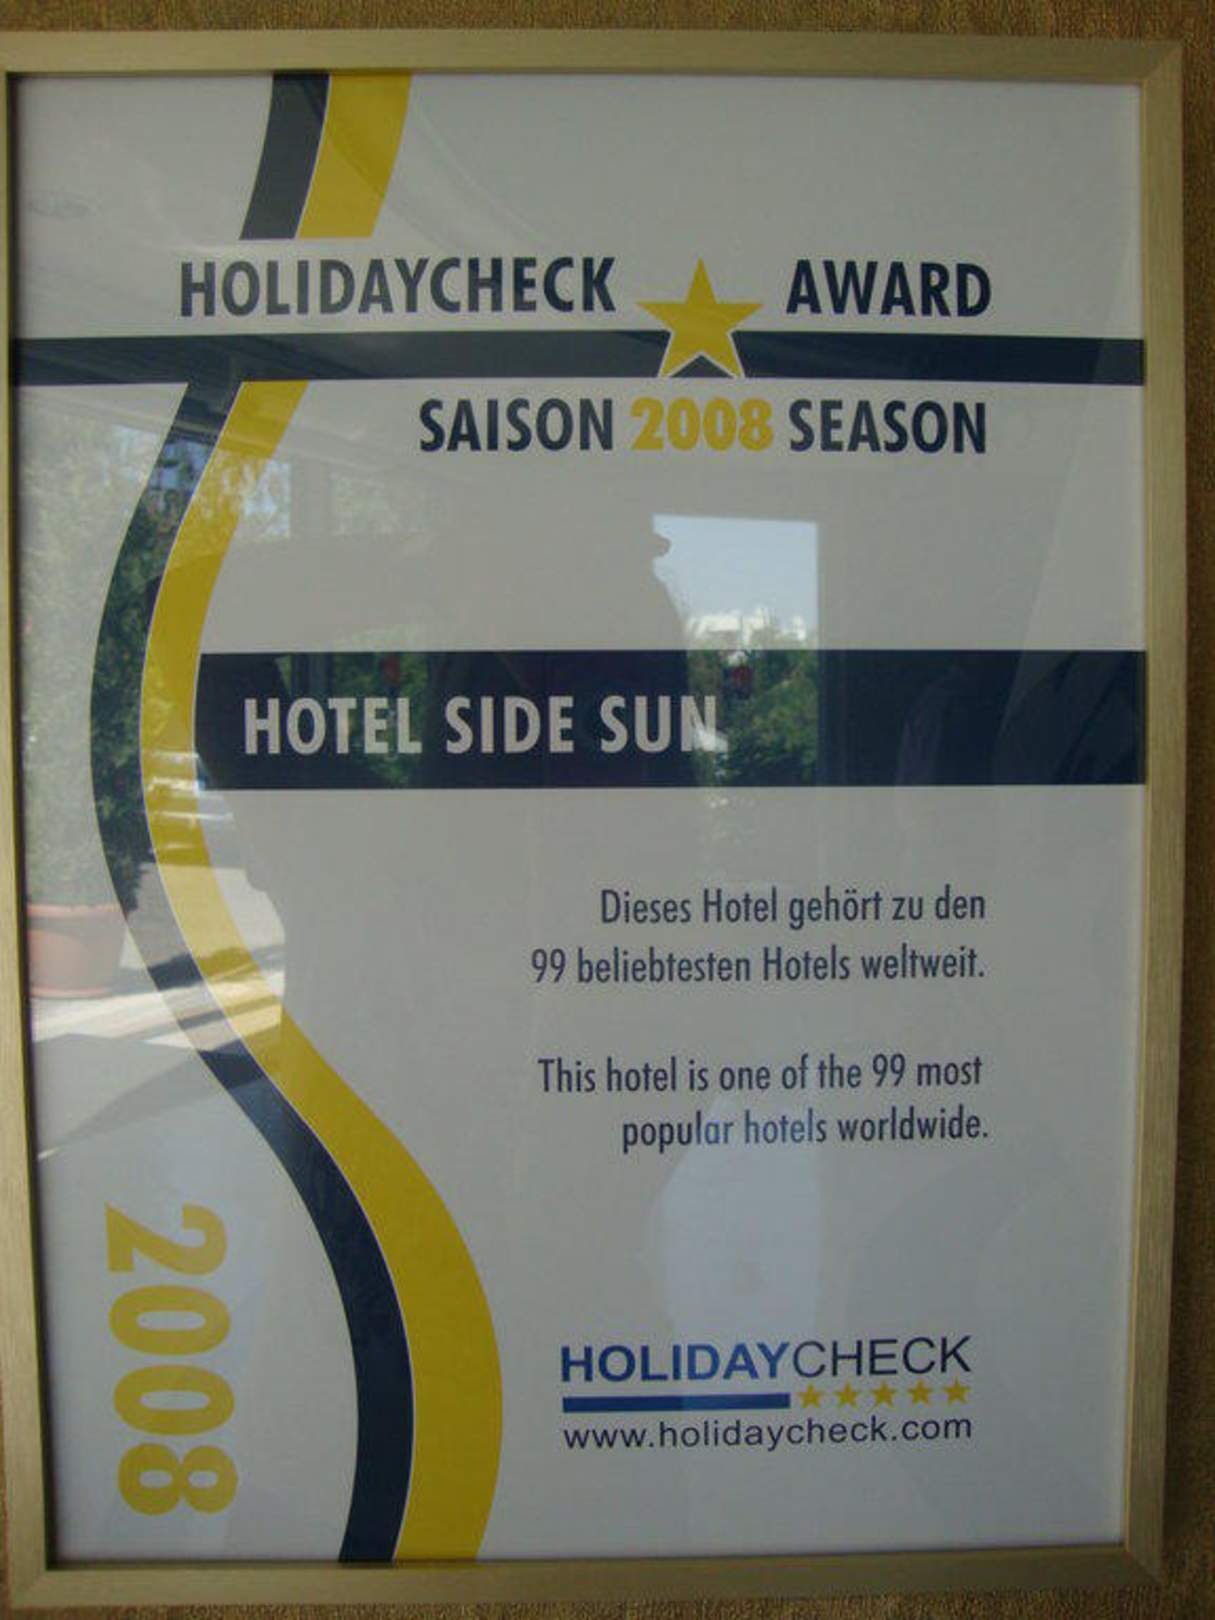 HOLIDAYCHECK AWARD
SAISON 2008 SEASON
HOTEL SIDE SUN
Dieses Hotel gehört zu den
99 beliebtesten Hotels weltweit.
This hotel is one of the 99 most
popular hotels worldwide.
2008
HOLIDAYCHECK
www.holidaycheck.com